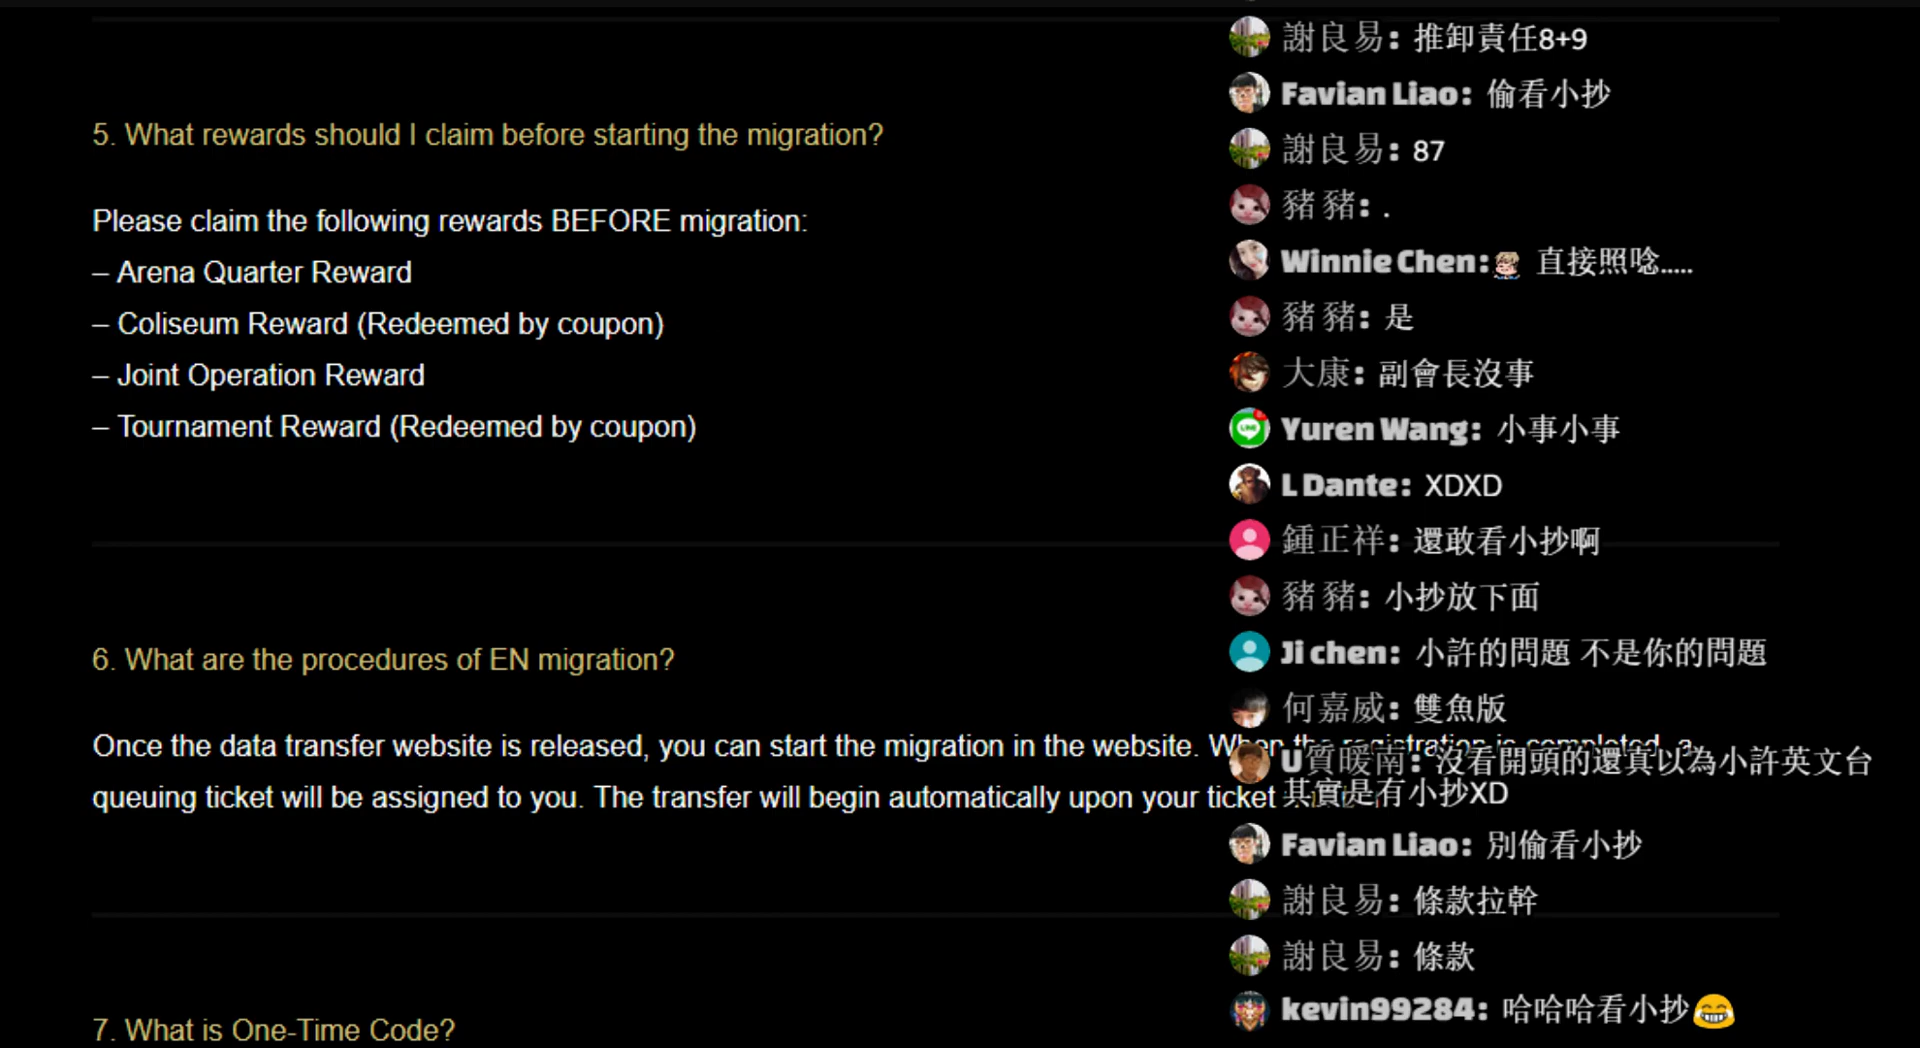 5. What rewards should I claim before starting the migration?
Please claim the following rewards BEFORE migration:
– Arena Quarter Reward
– Coliseum Reward (Redeemed by coupon)
– Joint Operation Reward
– Tournament Reward (Redeemed by coupon)
6. What are the procedures of EN migration?
Once the data transfer website is released, you can start the migration in the website. When the registration is completed, a
queuing ticket will be assigned to you. The transfer will begin automatically upon your ticket
7. What is One-Time Code?
謝良易: 推卸責任8+9
Favian Liao: 偷看小抄
謝良易: 87
豬 豬: .
Winnie Chen: 直接照唸.....
豬 豬: 是
大康: 副會長沒事
Yuren Wang: 小事小事
L Dante: XDXD
鍾正祥: 還敢看小抄啊
豬 豬: 小抄放下面
Ji chen: 小許的問題 不是你的問題
何嘉威: 雙魚版
U質暖南: 沒看開頭的還真以為小許英文台
其實是有小抄XD
Favian Liao: 別偷看小抄
謝良易: 條款拉幹
謝良易: 條款
kevin99284: 哈哈哈看小抄😂